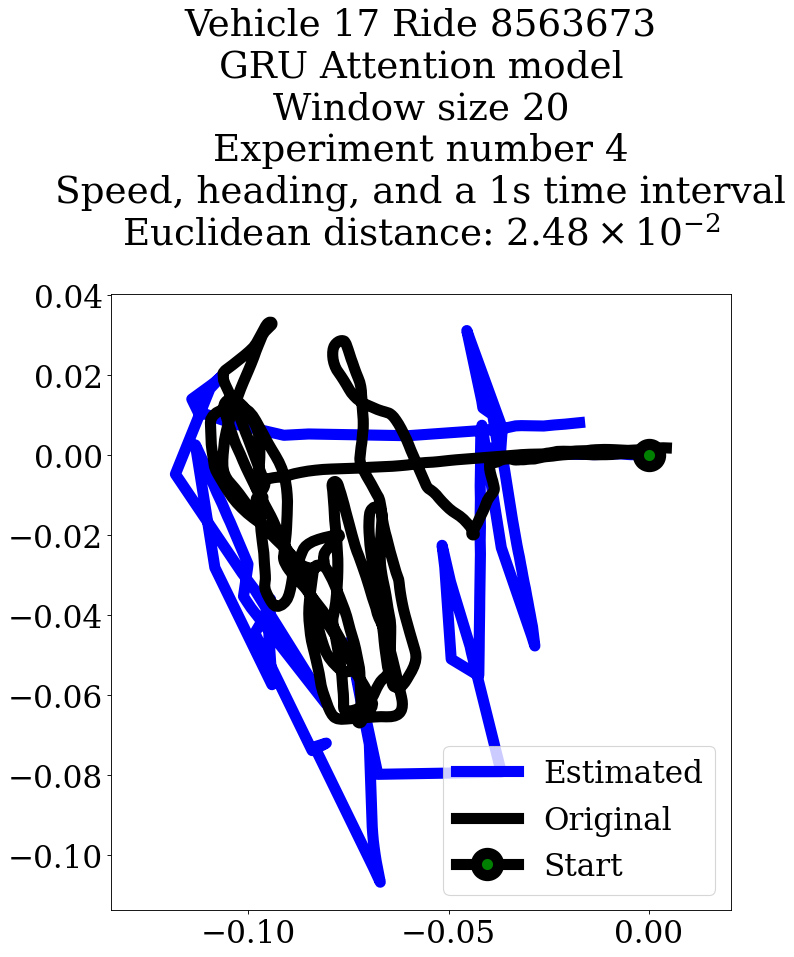 Vehicle 17 Ride 8563673
GRU Attention model
Window size 20
Experiment number 4
Speed, heading, and a 1s time interval
Euclidean distance: 2.48 × 10⁻²
0.04
0.02
0.00
−0.02
−0.04
−0.06
−0.08
−0.10
Estimated
Original
Start
−0.10 −0.05 0.00